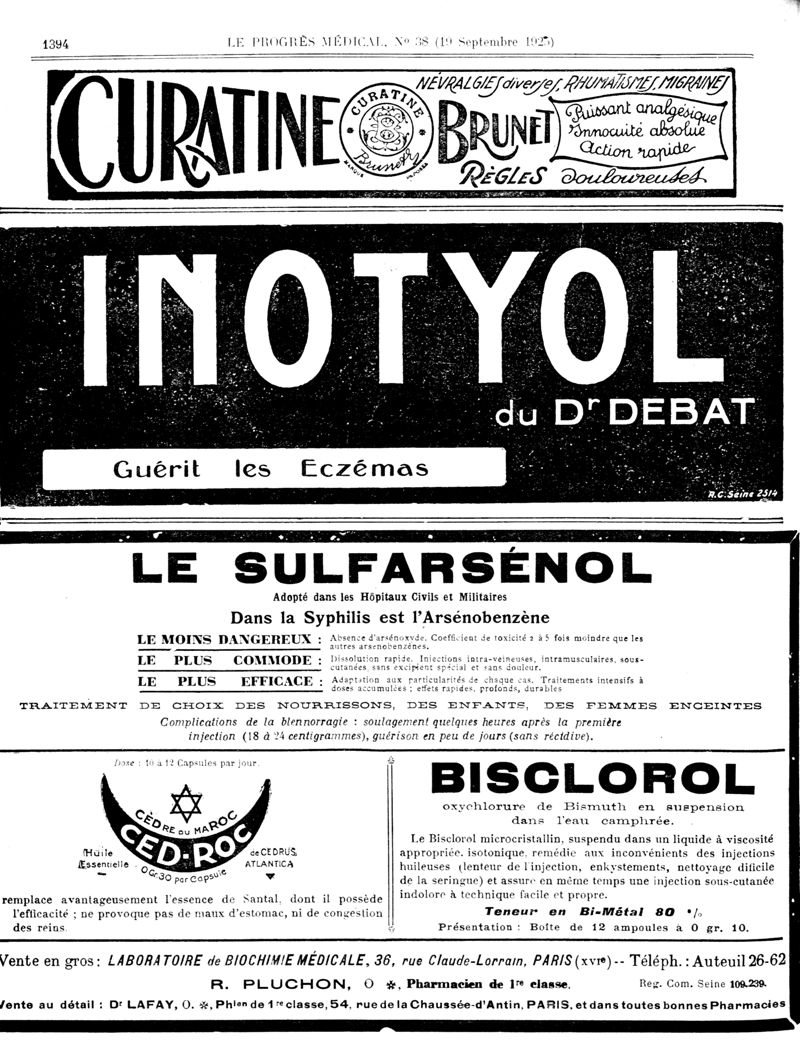 1394
LE PROGRÈS MÉDICAL, No 38 (19 Septembre 1925)
CURATINE
CURATINE
Brunet
MARQUE DÉPOSÉE
BRUNET
NÉVRALGIES diverses, RHUMATISMES, MIGRAINES
Puissant analgésique
Innocuité absolue
Action rapide
RÈGLES douloureuses
INOTYOL
du Dr DEBAT
Guérit les Eczémas
R.C. Seine 2514
LE SULFARSÉNOL
Adopté dans les Hôpitaux Civils et Militaires
Dans la Syphilis est l'Arsénobenzène
LE MOINS DANGEREUX : Absence d'arsénoxyde. Coefficient de toxicité 2 à 5 fois moindre que les
autres arsenobenzènes.
LE PLUS COMMODE : Dissolution rapide. Injections intra-veineuses, intramusculaires, sous-
cutanées, sans excipient spécial et sans douleur.
LE PLUS EFFICACE : Adaptation aux particularités de chaque cas. Traitements intensifs à
doses accumulées ; effets rapides, profonds, durables
TRAITEMENT DE CHOIX DES NOURRISSONS, DES ENFANTS, DES FEMMES ENCEINTES
Complications de la blennorragie : soulagement quelques heures après la première
injection (18 à 24 centigrammes), guérison en peu de jours (sans récidive).
Dose : 10 à 12 Capsules par jour.
CÈDRE DU MAROC
CED-ROC
Huile
Essentielle
de CEDRUS
ATLANTICA
0 Gr. 30 par Capsule
remplace avantageusement l'essence de Santal, dont il possède
l'efficacité ; ne provoque pas de maux d'estomac, ni de congestion
des reins.
BISCLOROL
oxychlorure de Bismuth en suspension
dans l'eau camphrée.
Le Bisclorol microcristallin, suspendu dans un liquide à viscosité
appropriée, isotonique, remédie aux inconvénients des injections
huileuses (lenteur de l'injection, enkystements, nettoyage dificile
de la seringue) et assure en même temps une injection sous-cutanée
indolore à technique facile et propre.
Teneur en Bi-Métal 80 %
Présentation : Boîte de 12 ampoules à 0 gr. 10.
Vente en gros : LABORATOIRE de BIOCHIMIE MÉDICALE, 36, rue Claude-Lorrain, PARIS (XVIe) -- Téléph. : Auteuil 26-62
R. PLUCHON, O ✲, Pharmacien de 1re classe. Reg. Com. Seine 109.239.
Vente au détail : Dr LAFAY, O. ✲, Phien de 1re classe, 54, rue de la Chaussée-d'Antin, PARIS, et dans toutes bonnes Pharmacies